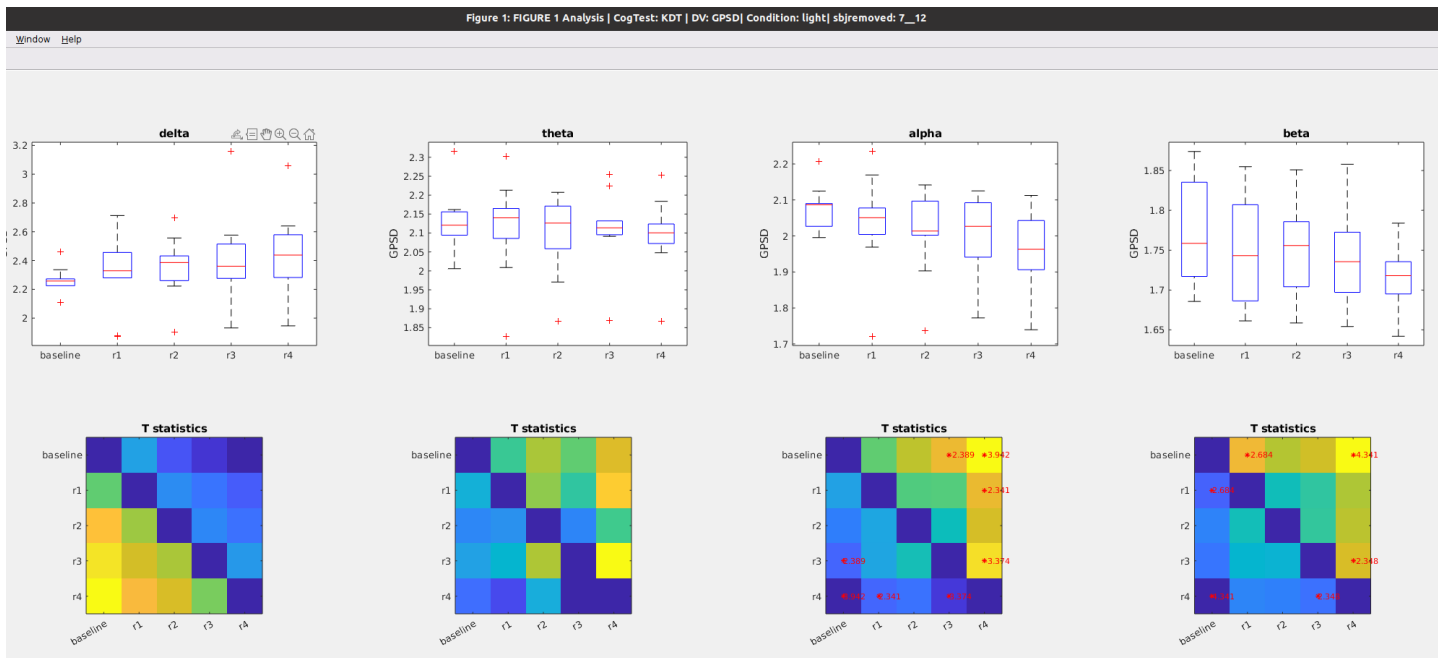 Figure 1: FIGURE 1 Analysis | CogTest: KDT | DV: GPSD| Condition: light| sbjremoved: 7__12
Window Help
delta
3.2
3
2.8
2.6
2.4
2.2
2
baseline r1 r2 r3 r4
theta
GPSD
2.3
2.25
2.2
2.15
2.1
2.05
2
1.95
1.9
1.85
baseline r1 r2 r3 r4
alpha
GPSD
2.2
2.1
2
1.9
1.8
1.7
baseline r1 r2 r3 r4
beta
GPSD
1.85
1.8
1.75
1.7
1.65
baseline r1 r2 r3 r4
T statistics
baseline
r1
r2
r3
r4
baseline r1 r2 r3 r4
T statistics
baseline
r1
r2
r3
r4
baseline r1 r2 r3 r4
T statistics
baseline *2.389 *3.942
r1 *2.341
r2
r3 *3.374
r4
baseline r1 r2 r3 r4
T statistics
baseline *2.684 *4.341
r1
r2
r3 *2.348
r4
baseline r1 r2 r3 r4